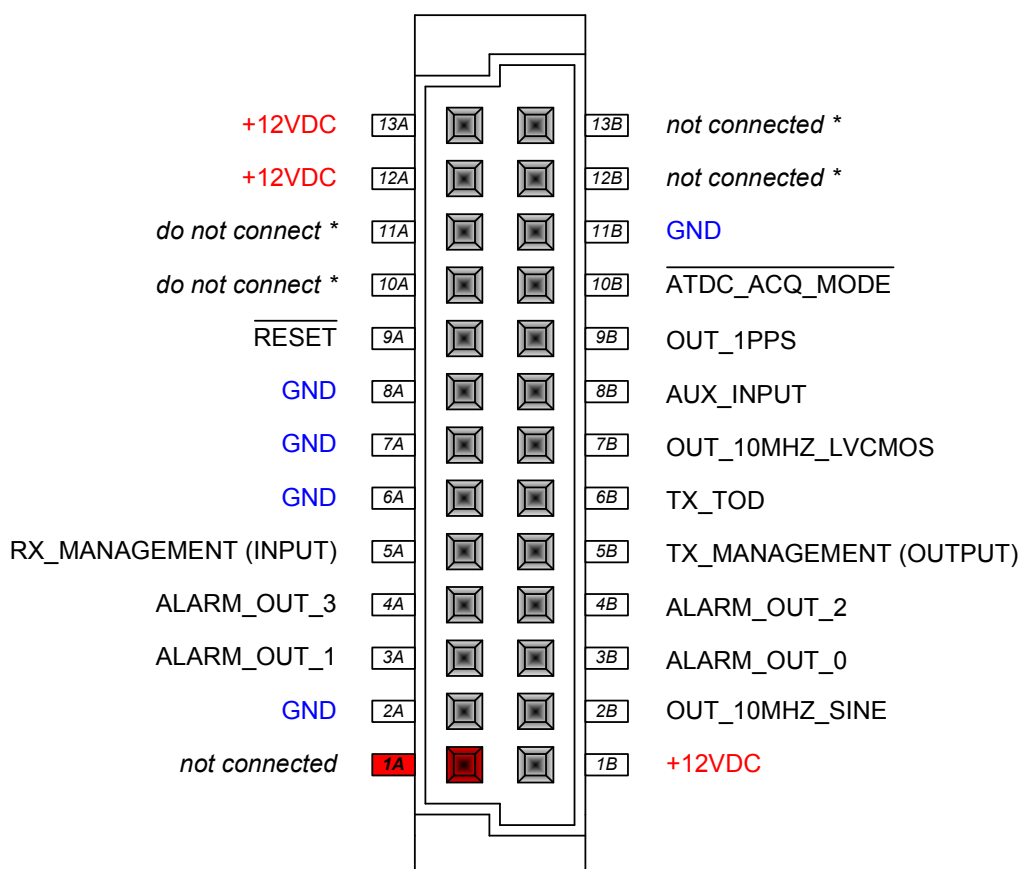 +12VDC 13A 13B not connected *
+12VDC 12A 12B not connected *
do not connect * 11A 11B GND
do not connect * 10A 10B ATDC_ACQ_MODE
RESET 9A 9B OUT_1PPS
GND 8A 8B AUX_INPUT
GND 7A 7B OUT_10MHZ_LVCMOS
GND 6A 6B TX_TOD
RX_MANAGEMENT (INPUT) 5A 5B TX_MANAGEMENT (OUTPUT)
ALARM_OUT_3 4A 4B ALARM_OUT_2
ALARM_OUT_1 3A 3B ALARM_OUT_0
GND 2A 2B OUT_10MHZ_SINE
not connected 1A 1B +12VDC